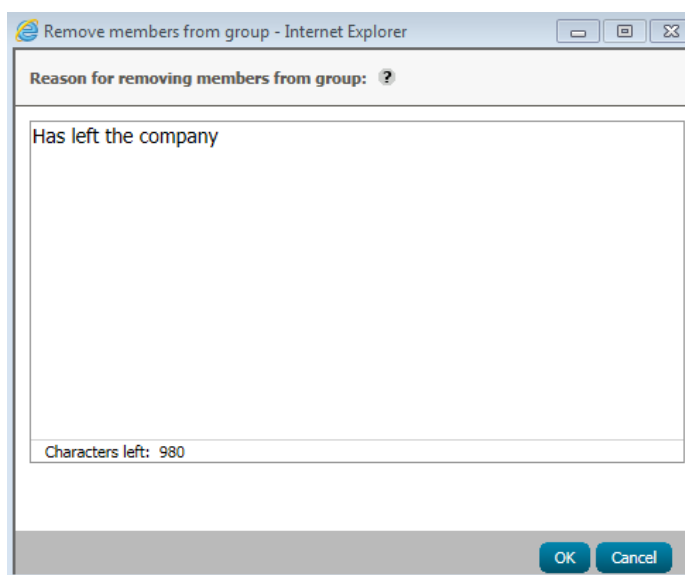 Remove members from group - Internet Explorer
Reason for removing members from group: ?
Has left the company
Characters left: 980
OK Cancel